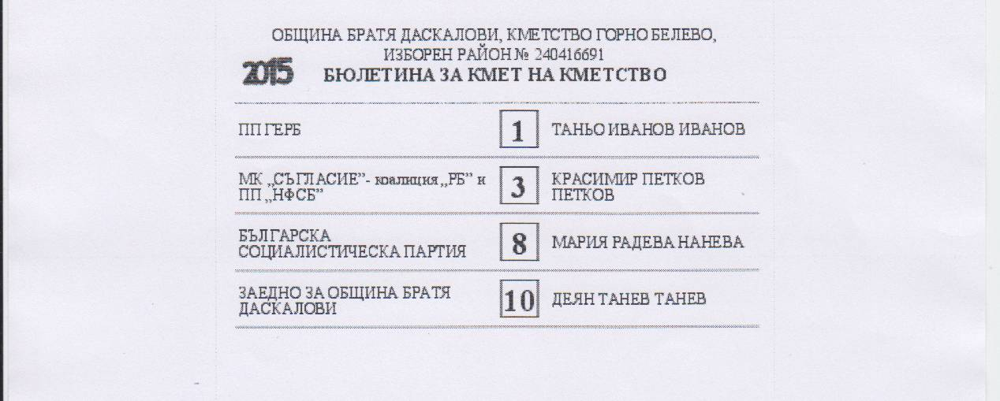 ОБЩИНА БРАТЯ ДАСКАЛОВИ, КМЕТСТВО ГОРНО БЕЛЕВО,
ИЗБОРЕН РАЙОН № 240416691
2015 БЮЛЕТИНА ЗА КМЕТ НА КМЕТСТВО
ПП ГЕРБ 1 ТАНЬО ИВАНОВ ИВАНОВ
МК „СЪГЛАСИЕ”- коалиция „РБ” и
ПП „НФСБ” 3 КРАСИМИР ПЕТКОВ
ПЕТКОВ
БЪЛГАРСКА
СОЦИАЛИСТИЧЕСКА ПАРТИЯ 8 МАРИЯ РАДЕВА НАНЕВА
ЗАЕДНО ЗА ОБЩИНА БРАТЯ
ДАСКАЛОВИ 10 ДЕЯН ТАНЕВ ТАНЕВ